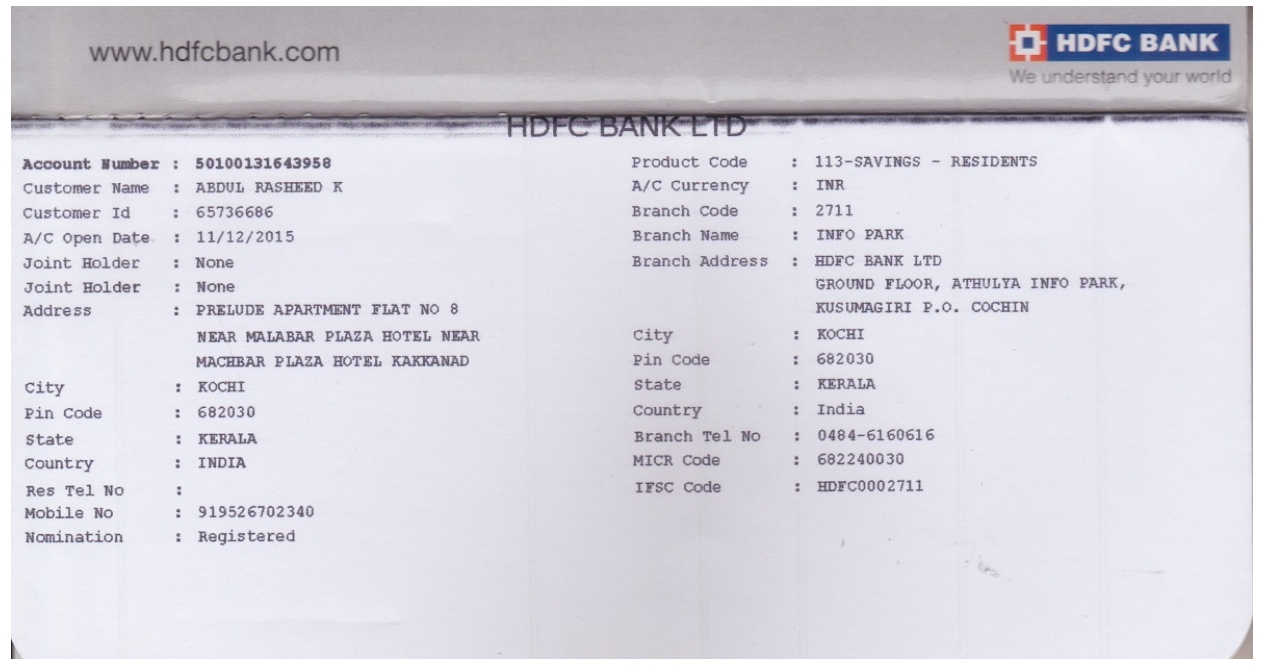 www.hdfcbank.com
HDFC BANK
We understand your world
HDFC BANK LTD
Account Number : 50100131643958
Customer Name : ABDUL RASHEED K
Customer Id : 65736686
A/C Open Date : 11/12/2015
Joint Holder : None
Joint Holder : None
Address : PRELUDE APARTMENT FLAT NO 8
NEAR MALABAR PLAZA HOTEL NEAR
MACHBAR PLAZA HOTEL KAKKANAD
City : KOCHI
Pin Code : 682030
State : KERALA
Country : INDIA
Res Tel No :
Mobile No : 919526702340
Nomination : Registered
Product Code : 113-SAVINGS - RESIDENTS
A/C Currency : INR
Branch Code : 2711
Branch Name : INFO PARK
Branch Address : HDFC BANK LTD
GROUND FLOOR, ATHULYA INFO PARK,
KUSUMAGIRI P.O. COCHIN
City : KOCHI
Pin Code : 682030
State : KERALA
Country : India
Branch Tel No : 0484-6160616
MICR Code : 682240030
IFSC Code : HDFC0002711